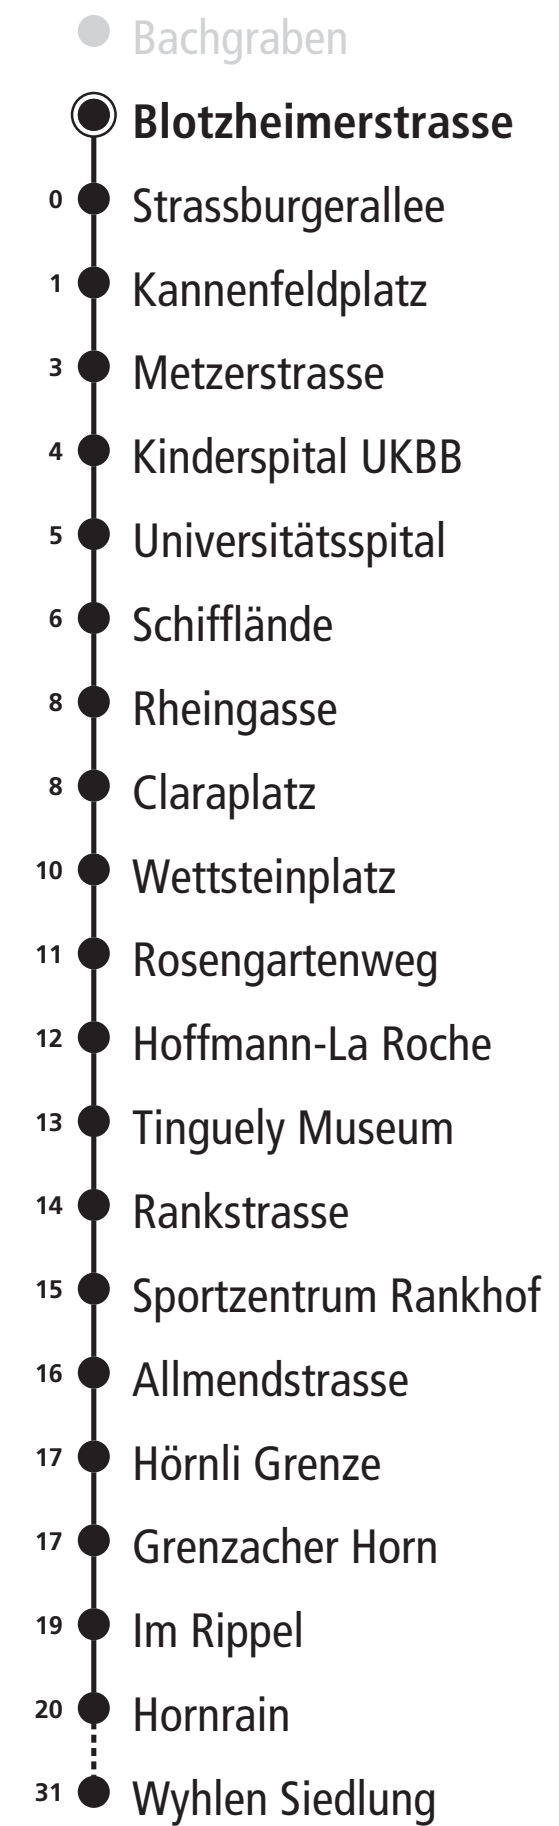 Bachgraben
Blotzheimerstrasse
0 Strassburgerallee
1 Kannenfeldplatz
3 Metzerstrasse
4 Kinderspital UKBB
5 Universitätsspital
6 Schifflände
8 Rheingasse
8 Claraplatz
10 Wettsteinplatz
11 Rosengartenweg
12 Hoffmann-La Roche
13 Tinguely Museum
14 Rankstrasse
15 Sportzentrum Rankhof
16 Allmendstrasse
17 Hörnli Grenze
17 Grenzacher Horn
19 Im Rippel
20 Hornrain
31 Wyhlen Siedlung